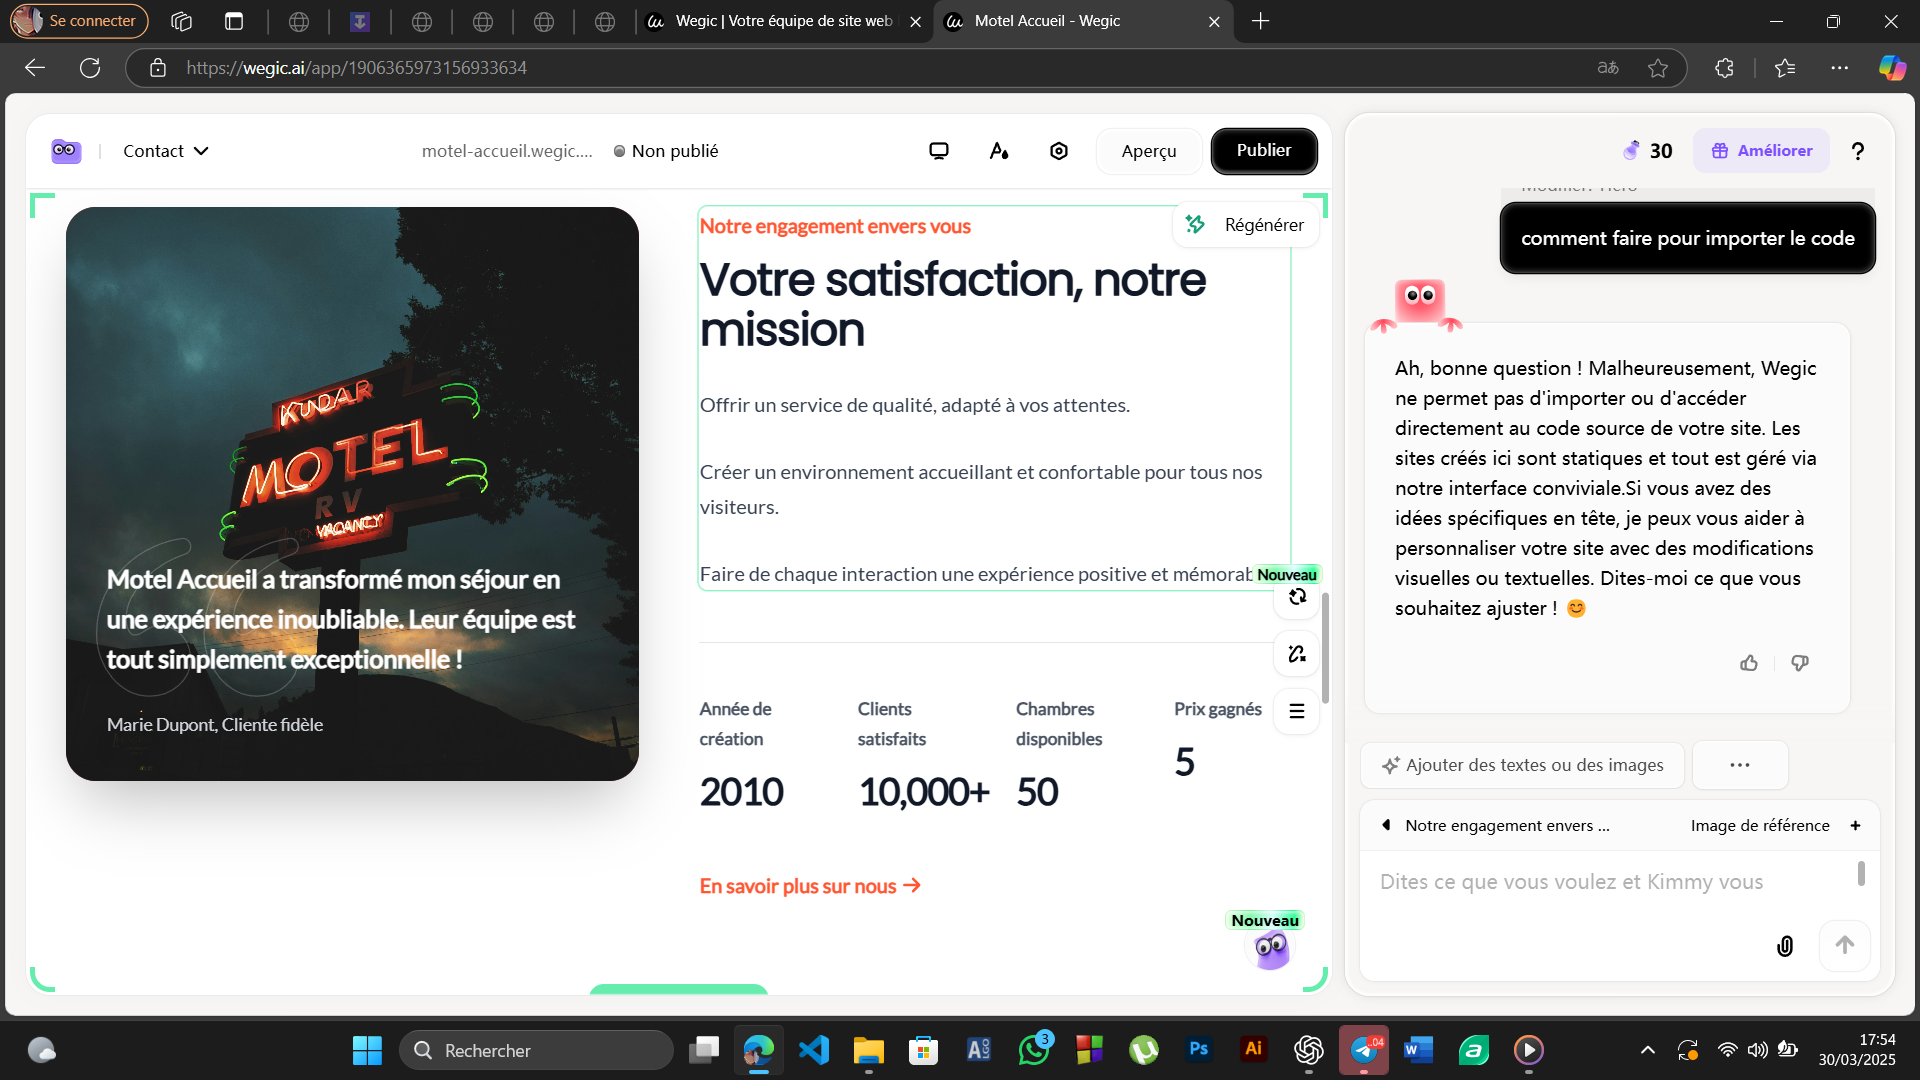 Se connecter
Wegic | Votre équipe de site web
Motel Accueil - Wegic
https://wegic.ai/app/1906365973156933634
Contact
motel-accueil.wegic....
Non publié
Aperçu
Publier
30
Améliorer
?
KUDAR
MOTEL
RV
VACANCY
Motel Accueil a transformé mon séjour en
une expérience inoubliable. Leur équipe est
tout simplement exceptionnelle !
Marie Dupont, Cliente fidèle
Notre engagement envers vous
Régénérer
Votre satisfaction, notre
mission
Offrir un service de qualité, adapté à vos attentes.
Créer un environnement accueillant et confortable pour tous nos
visiteurs.
Faire de chaque interaction une expérience positive et mémorab
Nouveau
Année de
création
2010
Clients
satisfaits
10,000+
Chambres
disponibles
50
Prix gagnés
5
En savoir plus sur nous →
Nouveau
Modifier: Hero
comment faire pour importer le code
Ah, bonne question ! Malheureusement, Wegic
ne permet pas d'importer ou d'accéder
directement au code source de votre site. Les
sites créés ici sont statiques et tout est géré via
notre interface conviviale.Si vous avez des
idées spécifiques en tête, je peux vous aider à
personnaliser votre site avec des modifications
visuelles ou textuelles. Dites-moi ce que vous
souhaitez ajuster ! 😊
Ajouter des textes ou des images
...
Notre engagement envers ...
Image de référence +
Dites ce que vous voulez et Kimmy vous
Rechercher
3
Ps
Ai
04
17:54
30/03/2025